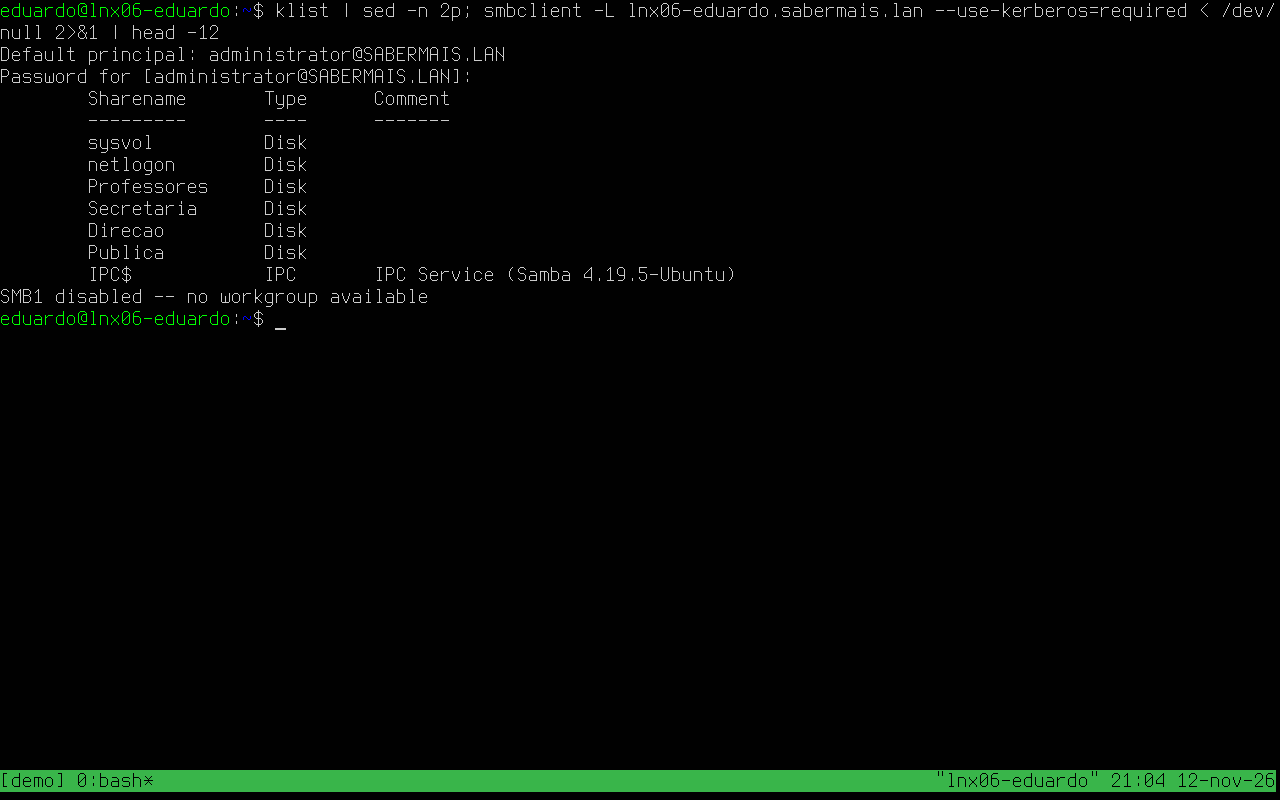 eduardo@lnx06-eduardo:~$ klist | sed -n 2p; smbclient -L lnx06-eduardo.sabermais.lan --use-kerberos=required < /dev/
null 2>&1 | head -12
Default principal: administrator@SABERMAIS.LAN
Password for [administrator@SABERMAIS.LAN]:
        Sharename       Type      Comment
        ---------       ----      -------
        sysvol          Disk
        netlogon        Disk
        Professores     Disk
        Secretaria      Disk
        Direcao         Disk
        Publica         Disk
        IPC$            IPC       IPC Service (Samba 4.19.5-Ubuntu)
SMB1 disabled -- no workgroup available
eduardo@lnx06-eduardo:~$ _
[demo] 0:bash* "lnx06-eduardo" 21:04 12-nov-26